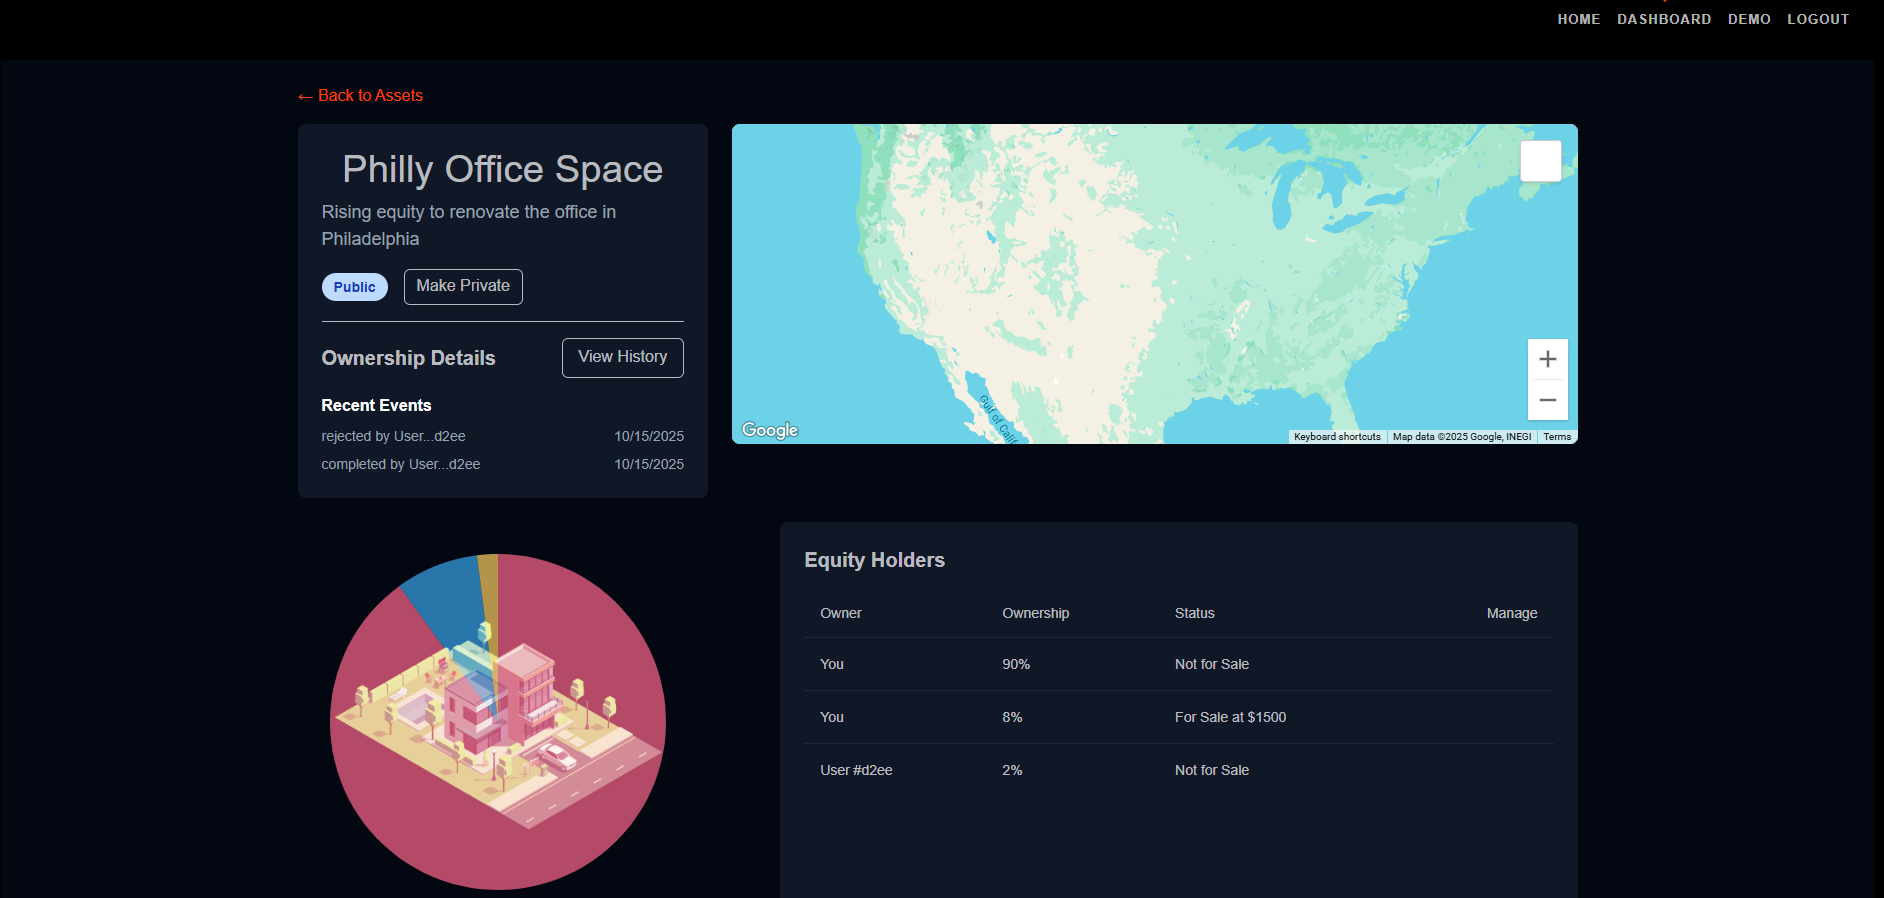 HOME DASHBOARD DEMO LOGOUT
← Back to Assets
Philly Office Space
Rising equity to renovate the office in
Philadelphia
Public
Make Private
Ownership Details
View History
Recent Events
rejected by User...d2ee 10/15/2025
completed by User...d2ee 10/15/2025
Gulf of Calif
Google
Keyboard shortcuts
Map data ©2025 Google, INEGI
Terms
Equity Holders
Owner Ownership Status Manage
You 90% Not for Sale
You 8% For Sale at $1500
User #d2ee 2% Not for Sale